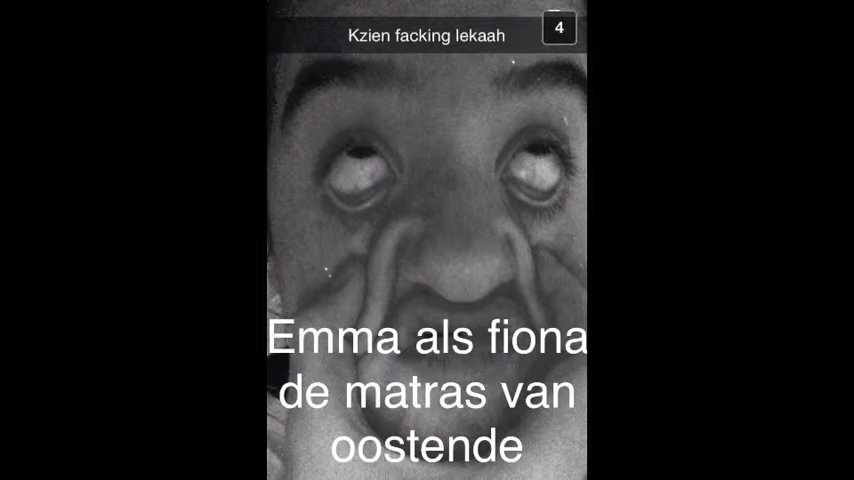 Kzien facking lekaah
4
Emma als fiona
de matras van
oostende